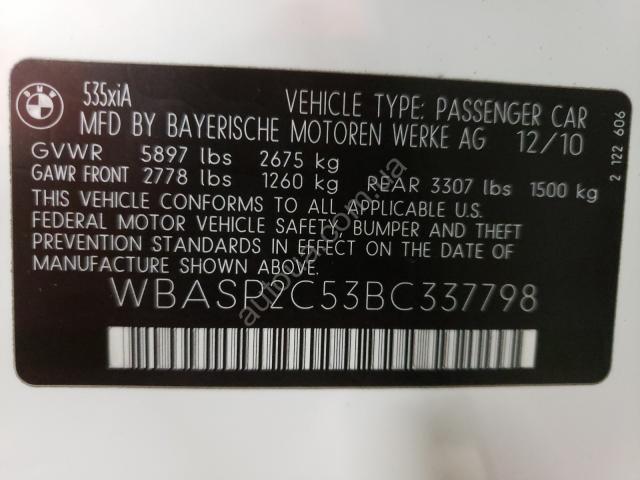 BMW
535xiA
VEHICLE TYPE: PASSENGER CAR
MFD BY BAYERISCHE MOTOREN WERKE AG 12/10
GVWR 5897 lbs 2675 kg
GAWR FRONT 2778 lbs 1260 kg REAR 3307 lbs 1500 kg
THIS VEHICLE CONFORMS TO ALL APPLICABLE U.S.
FEDERAL MOTOR VEHICLE SAFETY, BUMPER AND THEFT
PREVENTION STANDARDS IN EFFECT ON THE DATE OF
MANUFACTURE SHOWN ABOVE.
WBASP2C53BC337798
2 122 606